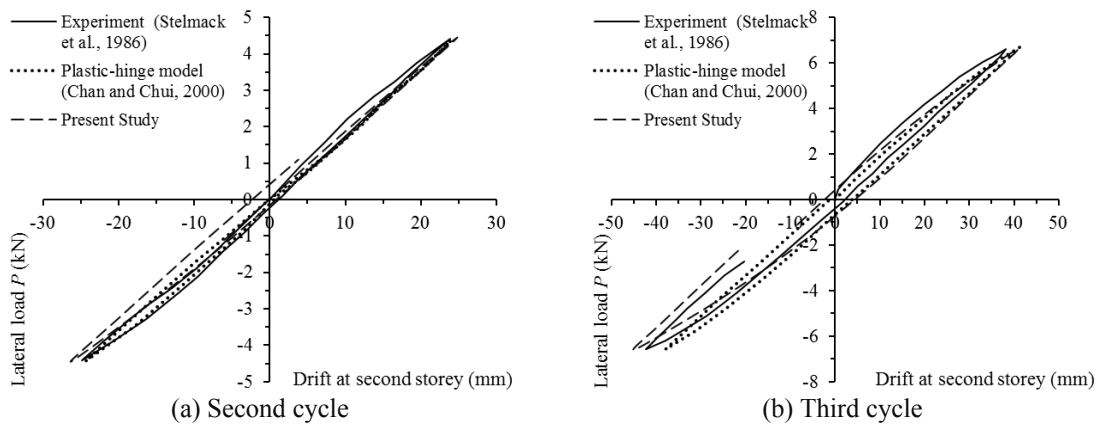 Experiment (Stelmack
et al., 1986)
Plastic-hinge model
(Chan and Chui, 2000)
Present Study
5
4
3
2
1
0
-1
-2
-3
-4
-5
-30 -20 -10 0 10 20 30
Lateral load P (kN)
Drift at second storey (mm)
(a) Second cycle
Experiment (Stelmack et al.,
1986)
Plastic-hinge model
(Chan and Chui, 2000)
Present Study
8
6
4
2
0
-2
-4
-6
-8
-50 -40 -30 -20 -10 0 10 20 30 40 50
Lateral load P (kN)
Drift at second storey (mm)
(b) Third cycle